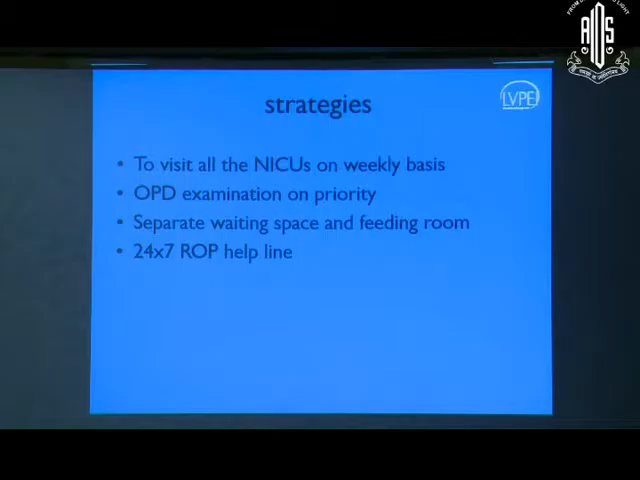 AIOS
strategies
LVPEI
• To visit all the NICUs on weekly basis
• OPD examination on priority
• Separate waiting space and feeding room
• 24x7 ROP help line